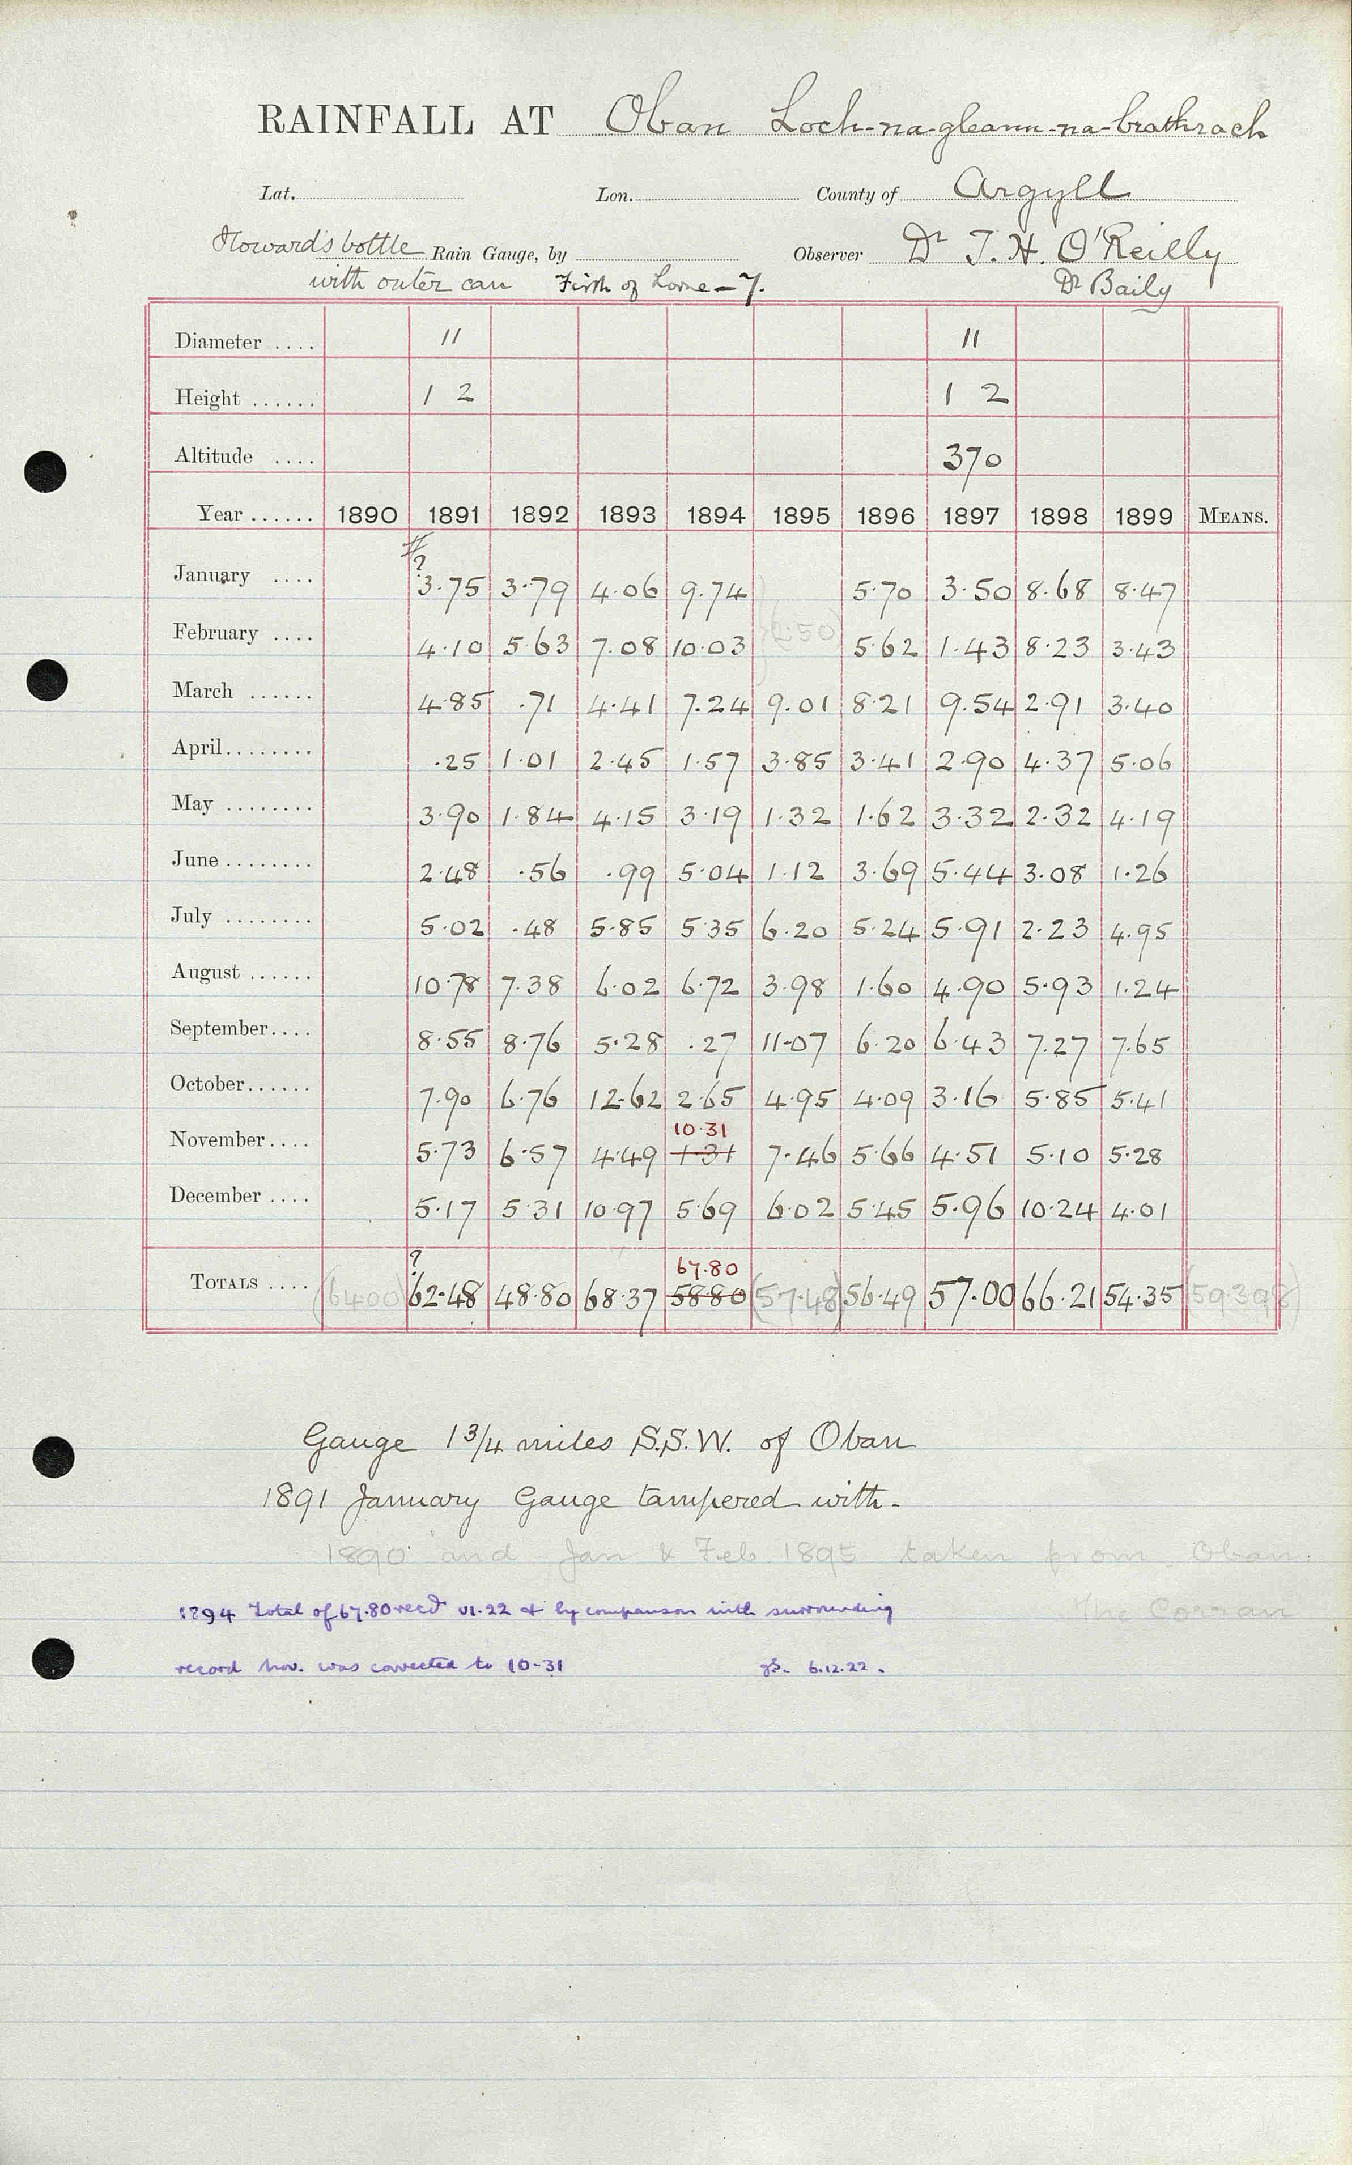 RAINFALL AT Oban Loch-na-gleann-na-brathrach
Lat. Lon. County of Argyll
Howard's bottle Rain Gauge, by Observer Dr T. H. O'Reilly
with outer can Firth of Lorne - 7. Dr Baily
Diameter .... 11 11
Height ...... 1 2 1 2
Altitude .... 370
Year ...... 1890 1891 1892 1893 1894 1895 1896 1897 1898 1899 MEANS.
January .... ? 3.75 3.79 4.06 9.74 5.70 3.50 8.68 8.47
February .... 4.10 5.63 7.08 10.03 (2.50) 5.62 1.43 8.23 3.43
March ...... 4.85 .71 4.41 7.24 9.01 8.21 9.54 2.91 3.40
April........ .25 1.01 2.45 1.57 3.85 3.41 2.90 4.37 5.06
May ........ 3.90 1.84 4.15 3.19 1.32 1.62 3.32 2.32 4.19
June ........ 2.48 .56 .99 5.04 1.12 3.69 5.44 3.08 1.26
July ........ 5.02 .48 5.85 5.35 6.20 5.24 5.91 2.23 4.95
August ...... 10.78 7.38 6.02 6.72 3.98 1.60 4.90 5.93 1.24
September.... 8.55 8.76 5.28 .27 11.07 6.20 6.43 7.27 7.65
October...... 7.90 6.76 12.62 2.65 4.95 4.09 3.16 5.85 5.41
10.31
November.... 5.73 6.57 4.49 1.31 7.46 5.66 4.51 5.10 5.28
December .... 5.17 5.31 10.97 5.69 6.02 5.45 5.96 10.24 4.01
? 67.80
TOTALS .... (64.00) 62.48 48.80 68.37 58.80 (57.48) 56.49 57.00 66.21 54.35 (59.398)
Gauge 1 3/4 miles S.S.W. of Oban
1891 January Gauge tampered with.
1890 and Jan & Feb. 1895 taken from Oban.
The Corran
1894 Total of 67.80 recd VI.22 & by comparison with surrounding
record Nov. was corrected to 10.31 6.12.22.